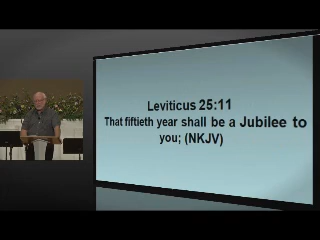 Leviticus 25:11
That fiftieth year shall be a Jubilee to
you; (NKJV)